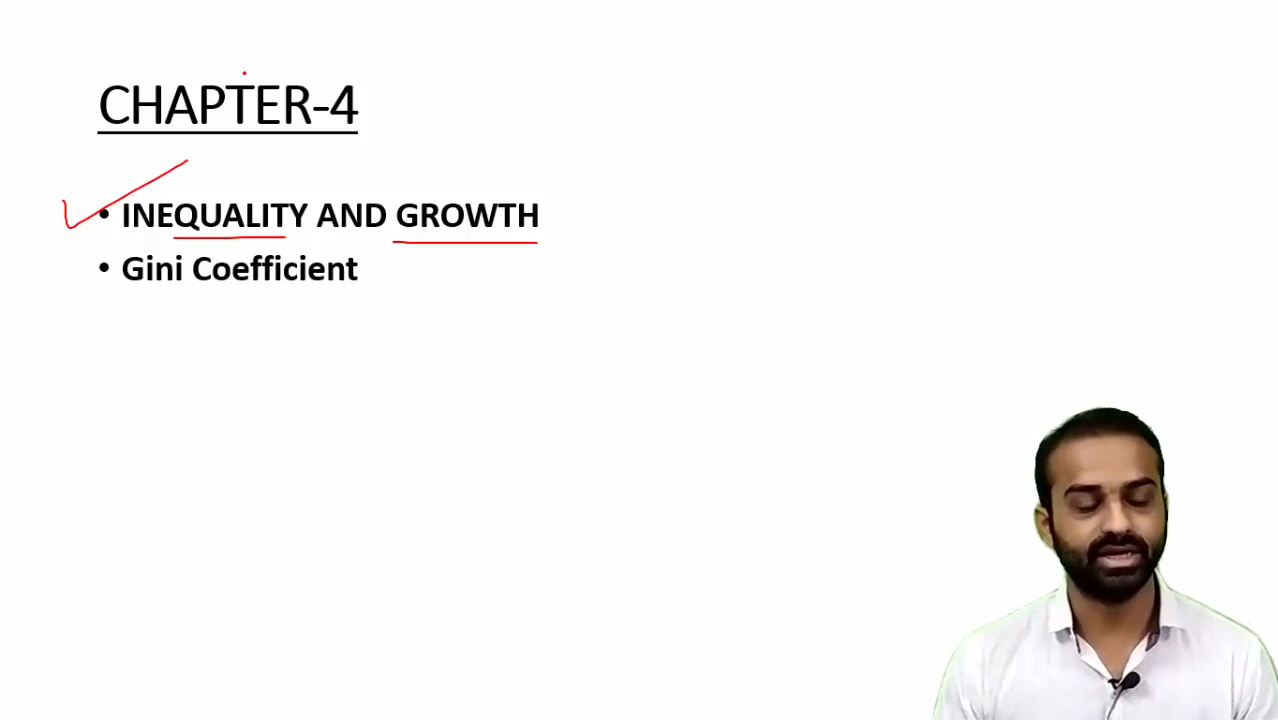 CHAPTER-4
• INEQUALITY AND GROWTH
• Gini Coefficient